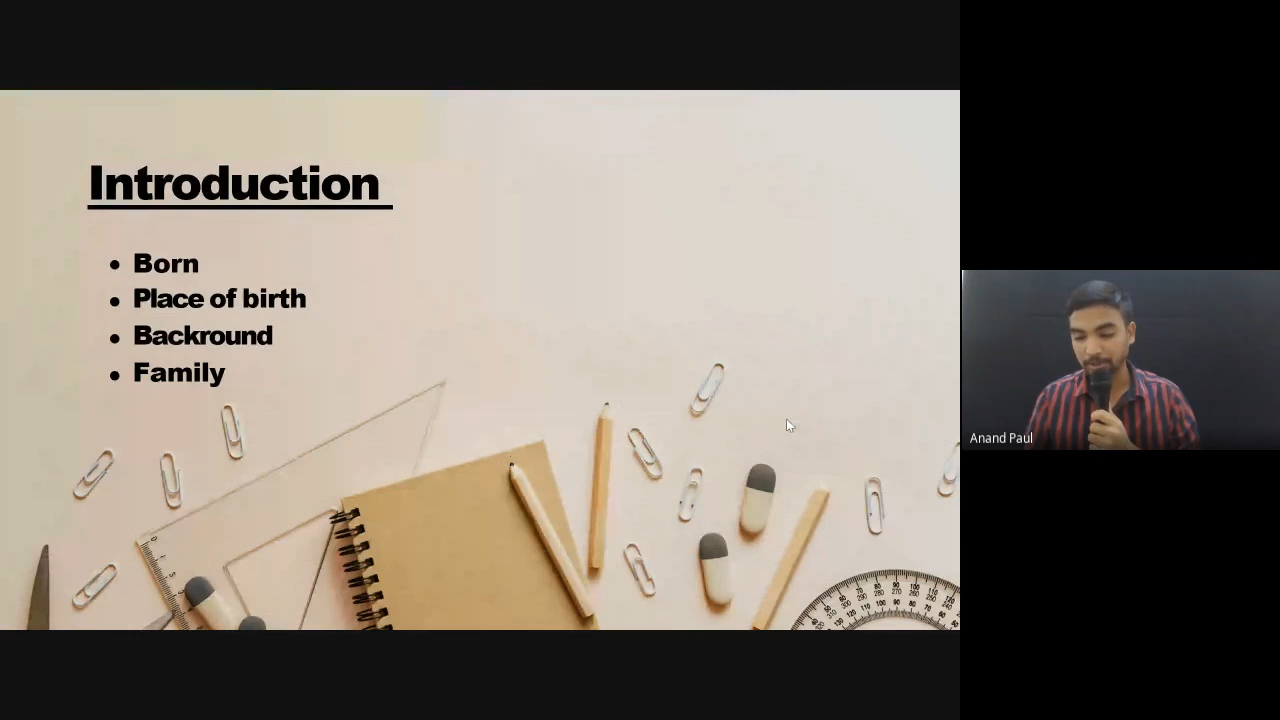 Introduction
Born
Place of birth
Backround
Family
Anand Paul